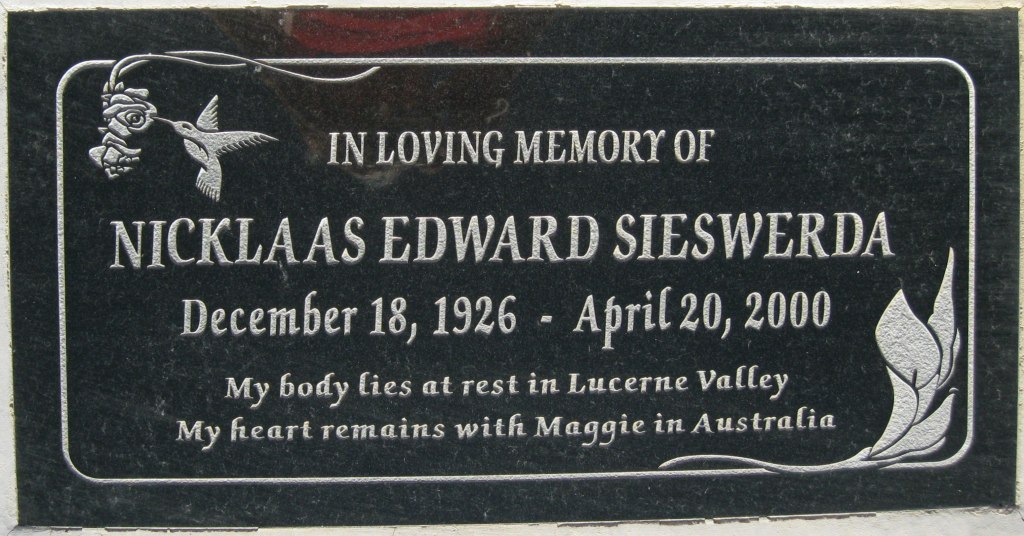 IN LOVING MEMORY OF
NICKLAAS EDWARD SIESWERDA
December 18, 1926 - April 20, 2000
My body lies at rest in Lucerne Valley
My heart remains with Maggie in Australia